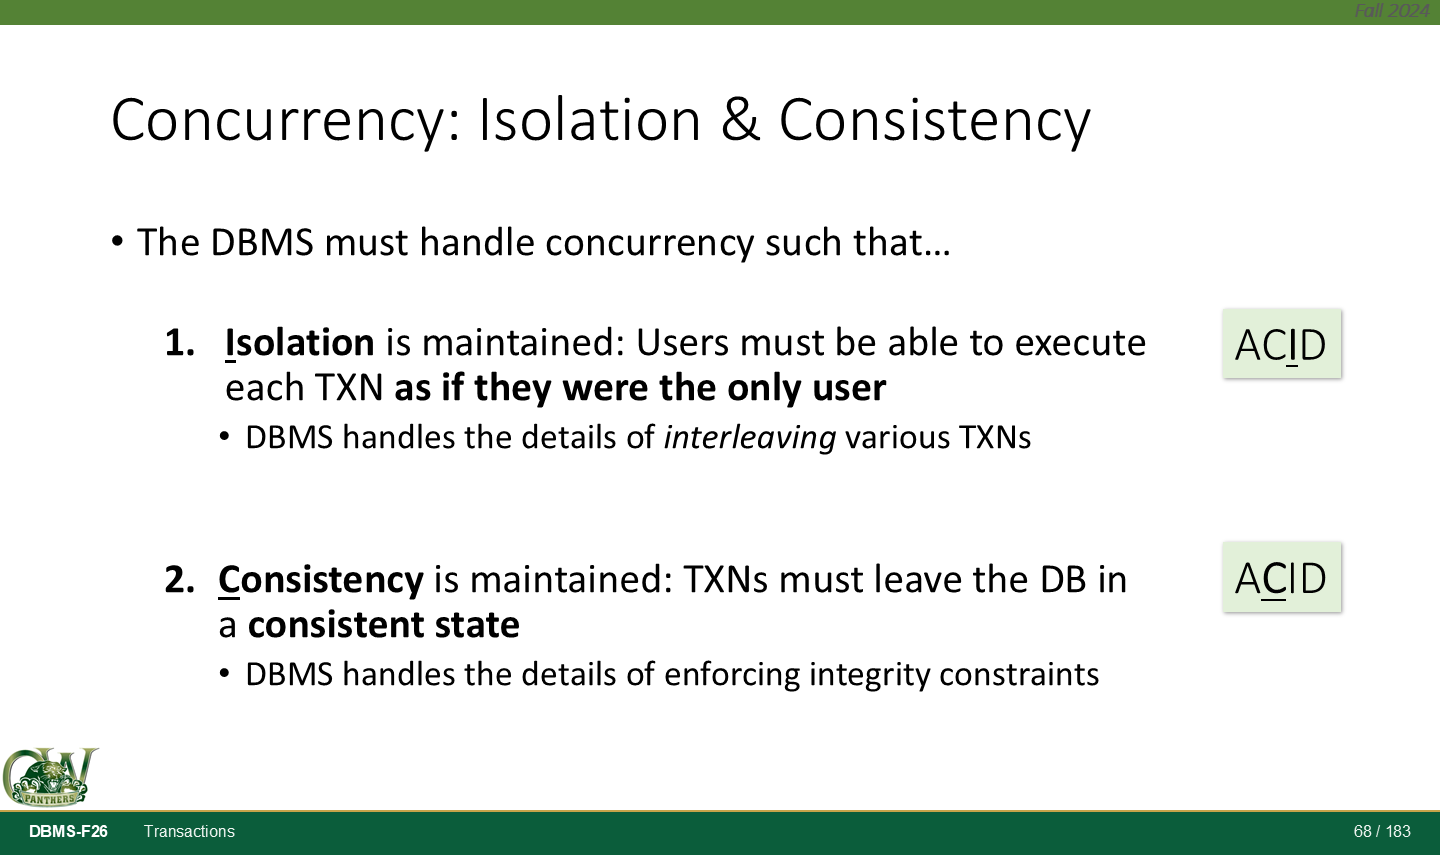 Fall 2024
Concurrency: Isolation & Consistency
• The DBMS must handle concurrency such that…
1. Isolation is maintained: Users must be able to execute
each TXN as if they were the only user
ACID
• DBMS handles the details of interleaving various TXNs
2. Consistency is maintained: TXNs must leave the DB in
a consistent state
ACID
• DBMS handles the details of enforcing integrity constraints
OW
PANTHERS
DBMS-F26 Transactions 68 / 183